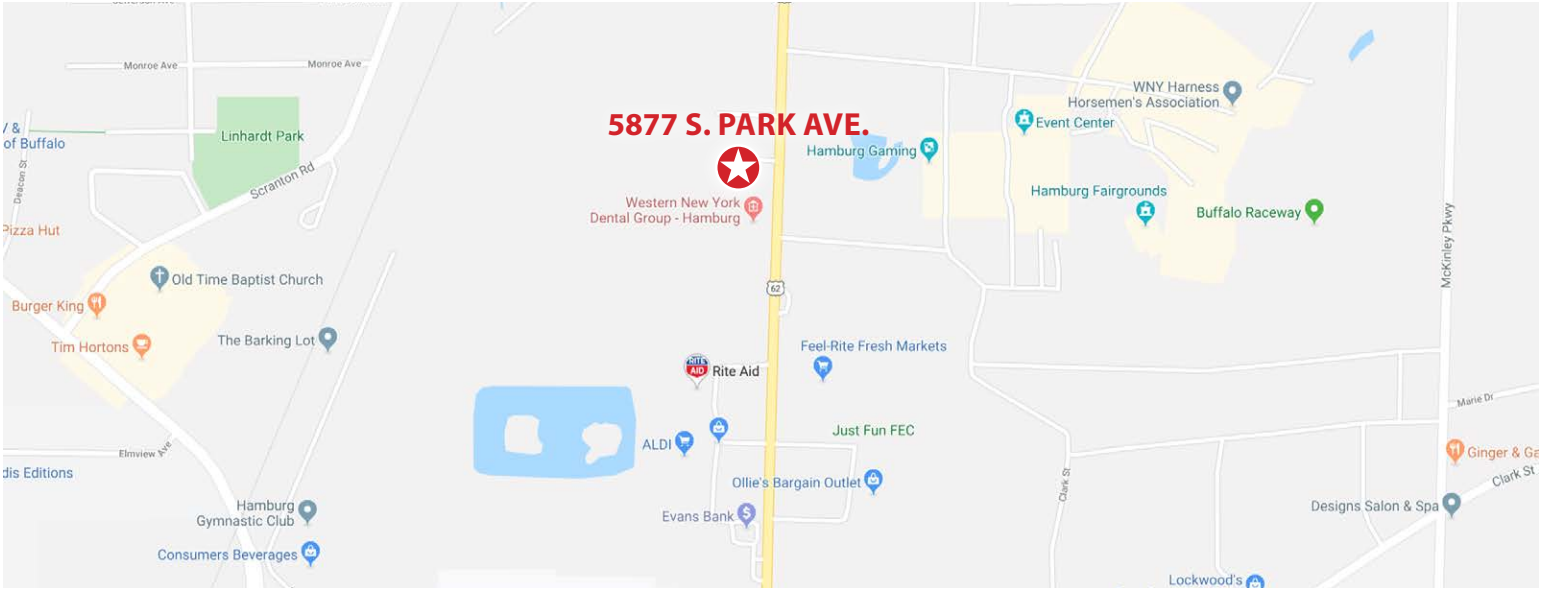 Monroe Ave
Monroe Ave
Linhardt Park
Scranton Rd
of Buffalo
Deacon St
Pizza Hut
Old Time Baptist Church
Burger King
Tim Hortons
The Barking Lot
Elmview Ave
dis Editions
Hamburg
Gymnastic Club
Consumers Beverages
5877 S. PARK AVE.
Western New York
Dental Group - Hamburg
62
RITE
AID
Rite Aid
ALDI
Evans Bank
Feel-Rite Fresh Markets
Just Fun FEC
Ollie's Bargain Outlet
Hamburg Gaming
Event Center
WNY Harness
Horsemen's Association
Hamburg Fairgrounds
Buffalo Raceway
McKinley Pkwy
Marie Dr
Ginger & Ga
Clark St
Clark St
Designs Salon & Spa
Lockwood's